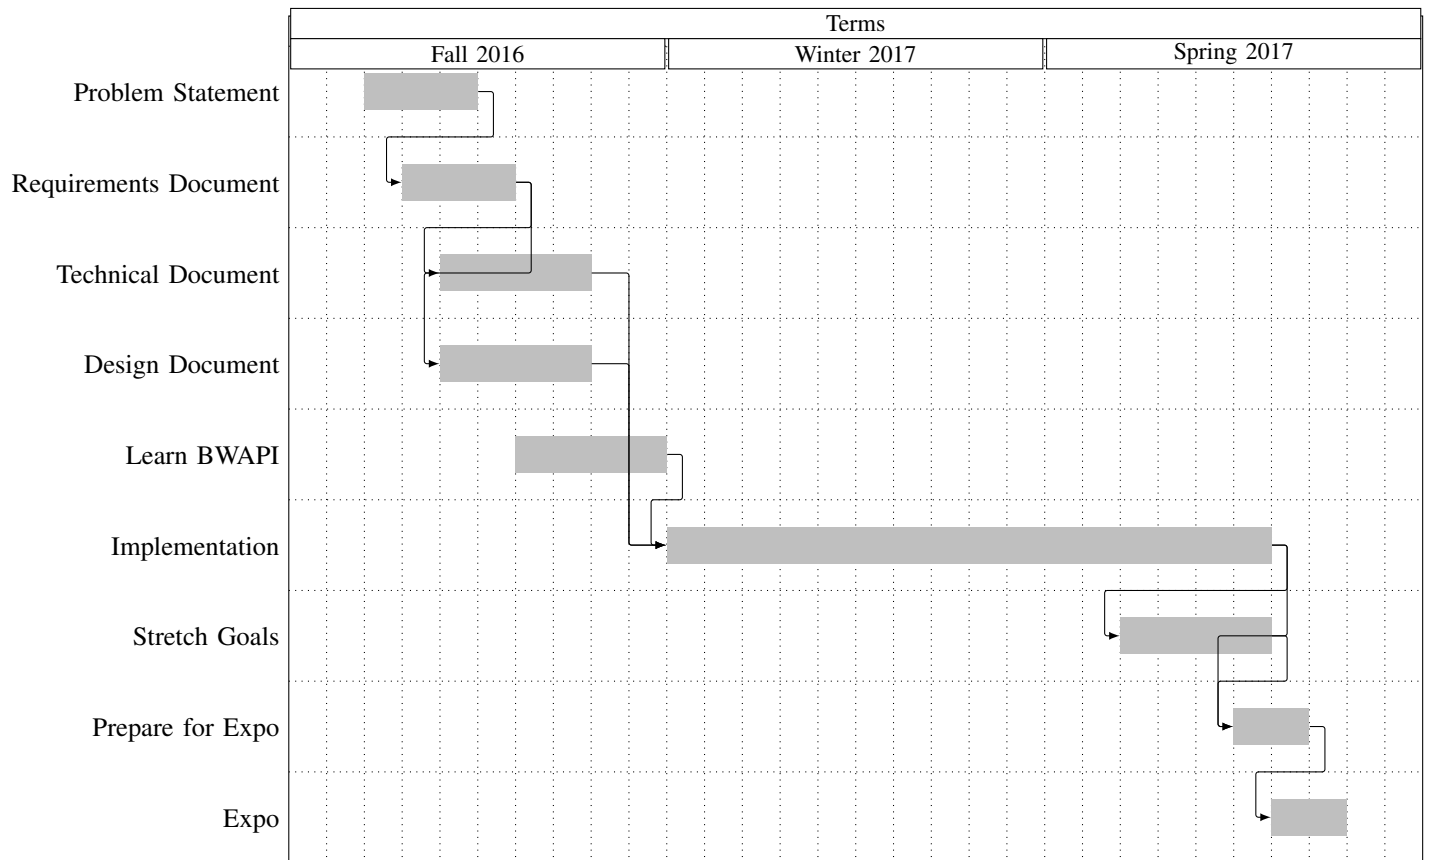 Terms
Fall 2016
Winter 2017
Spring 2017
Problem Statement
Requirements Document
Technical Document
Design Document
Learn BWAPI
Implementation
Stretch Goals
Prepare for Expo
Expo